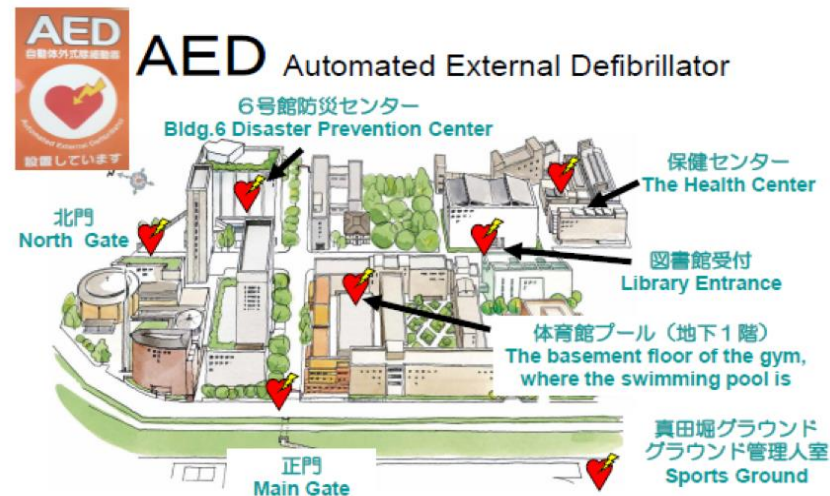 AED
自動体外式除細動器
Automated External Defibrillator
設置しています
AED Automated External Defibrillator
6号館防災センター
Bldg.6 Disaster Prevention Center
保健センター
The Health Center
北門
North Gate
図書館受付
Library Entrance
体育館プール（地下1階）
The basement floor of the gym,
where the swimming pool is
真田堀グラウンド
グラウンド管理人室
Sports Ground
正門
Main Gate